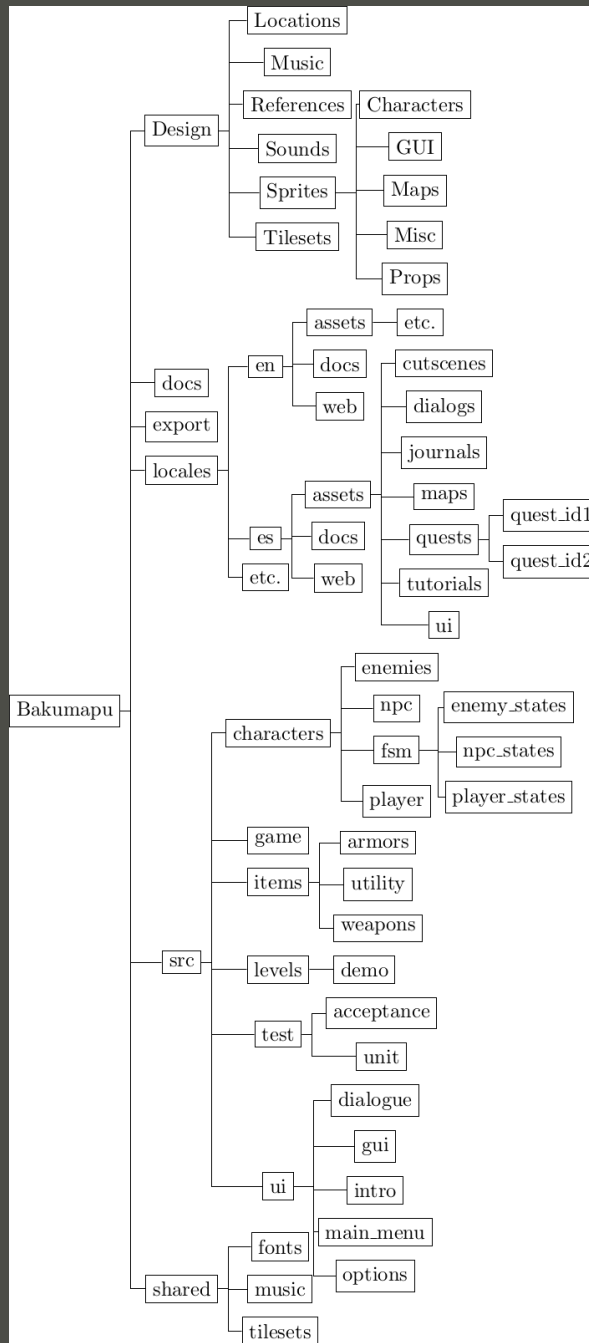 Locations
Music
References
Characters
Design
GUI
Sounds
Sprites
Maps
Tilesets
Misc
Props
assets
etc.
en
docs
cutscenes
docs
web
dialogs
export
locales
journals
assets
maps
quest_id1
es
docs
quests
quest_id2
etc.
web
tutorials
ui
enemies
Bakumapu
npc
enemy_states
characters
fsm
npc_states
player
player_states
game
armors
items
utility
weapons
src
levels
demo
acceptance
test
unit
dialogue
gui
ui
intro
main_menu
fonts
options
shared
music
tilesets